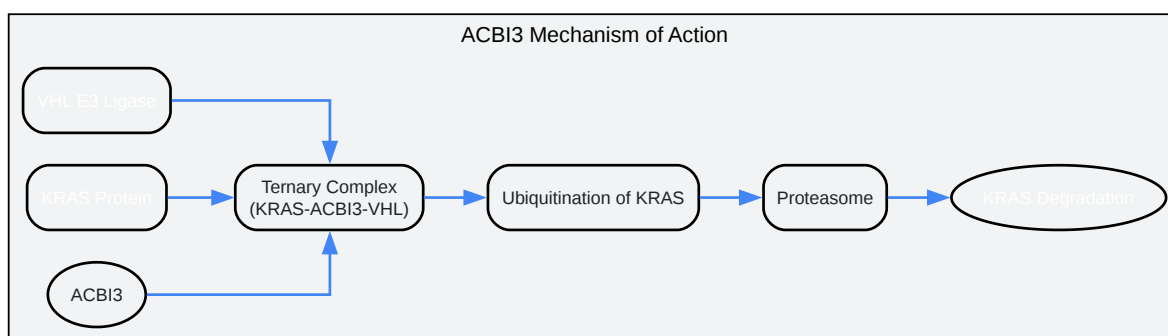 ACBI3 Mechanism of Action
VHL E3 Ligase
KRAS Protein
Ternary Complex
(KRAS-ACBI3-VHL)
Ubiquitination of KRAS
Proteasome
KRAS Degradation
ACBI3